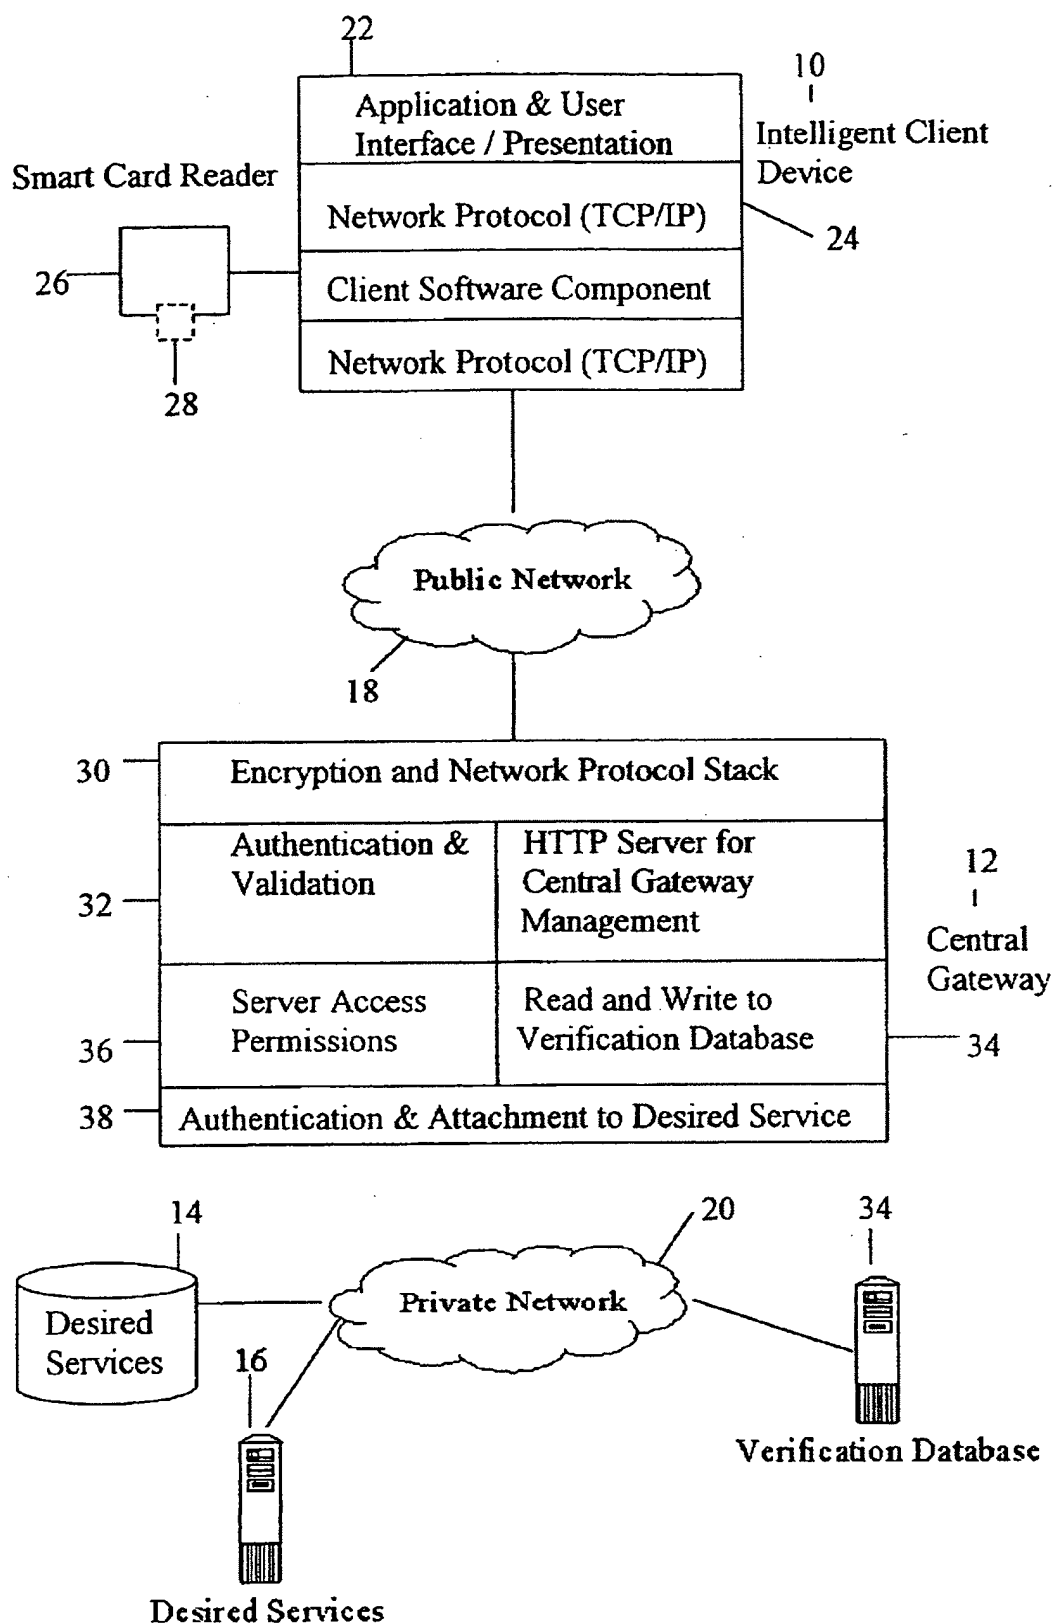 22
10
Application & User
Interface / Presentation
Intelligent Client
Device
Smart Card Reader
Network Protocol (TCP/IP)
24
26
Client Software Component
Network Protocol (TCP/IP)
28
Public Network
18
30
Encryption and Network Protocol Stack
Authentication &
Validation
HTTP Server for
Central Gateway
Management
32
12
Central
Gateway
Server Access
Permissions
Read and Write to
Verification Database
36
34
38
Authentication & Attachment to Desired Service
14
20
34
Private Network
Desired
Services
16
Verification Database
Desired Services